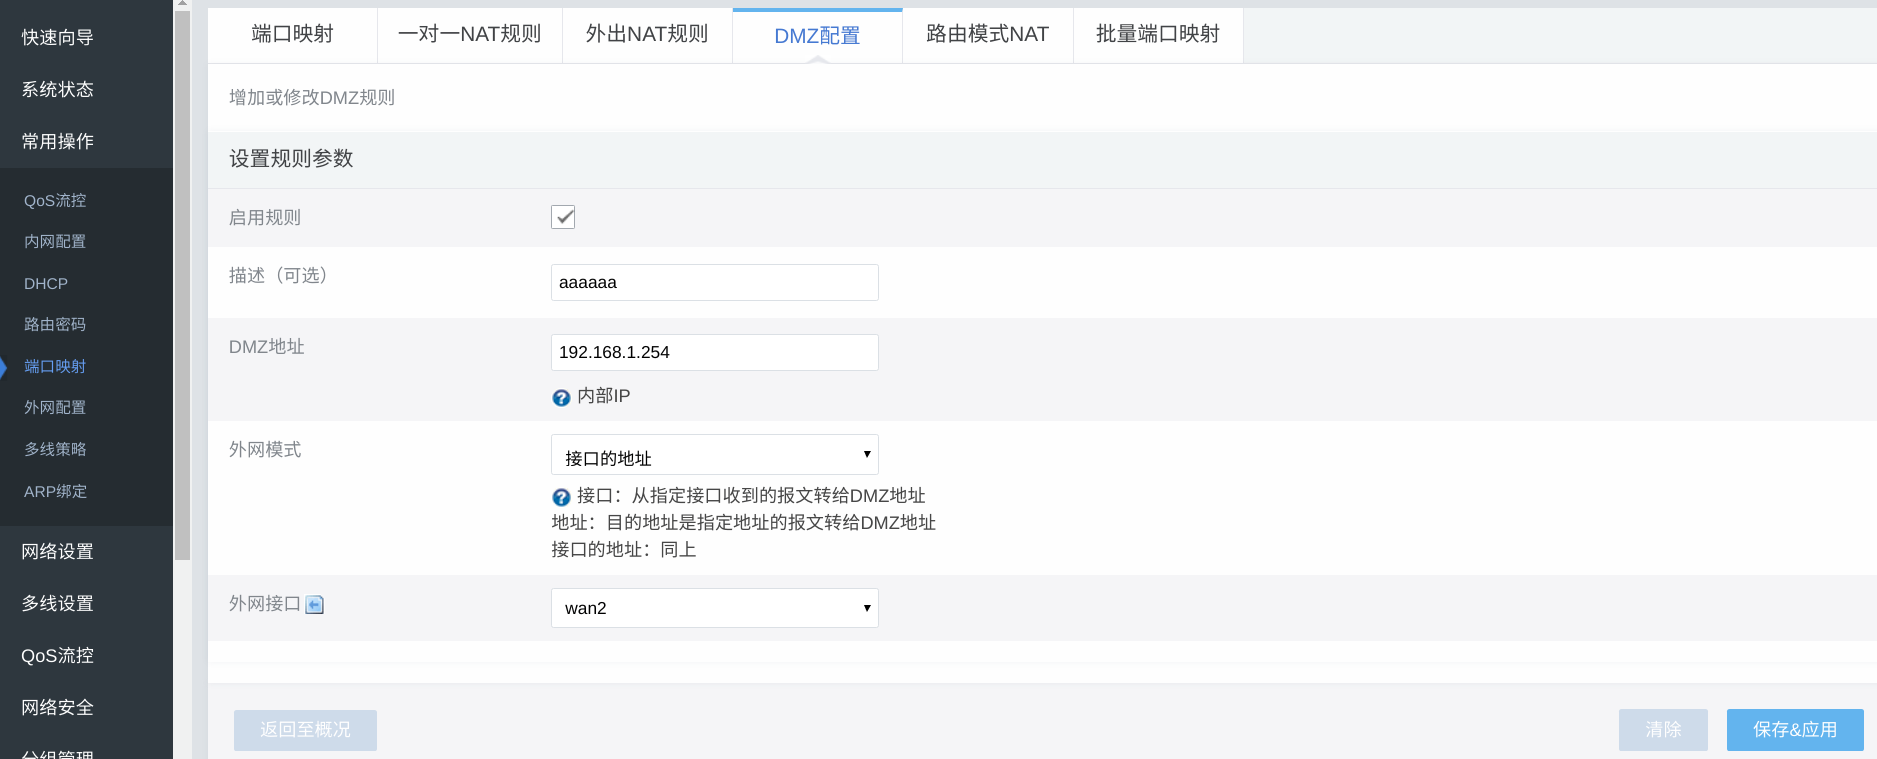 快速向导
系统状态
常用操作
QoS流控
内网配置
DHCP
路由密码
端口映射
外网配置
多线策略
ARP绑定
网络设置
多线设置
QoS流控
网络安全
分组管理
端口映射 一对一NAT规则 外出NAT规则 DMZ配置 路由模式NAT 批量端口映射
增加或修改DMZ规则
设置规则参数
启用规则
描述（可选） aaaaaa
DMZ地址 192.168.1.254
内部IP
外网模式 接口的地址
接口：从指定接口收到的报文转给DMZ地址
地址：目的地址是指定地址的报文转给DMZ地址
接口的地址：同上
外网接口 wan2
返回至概况 清除 保存&应用